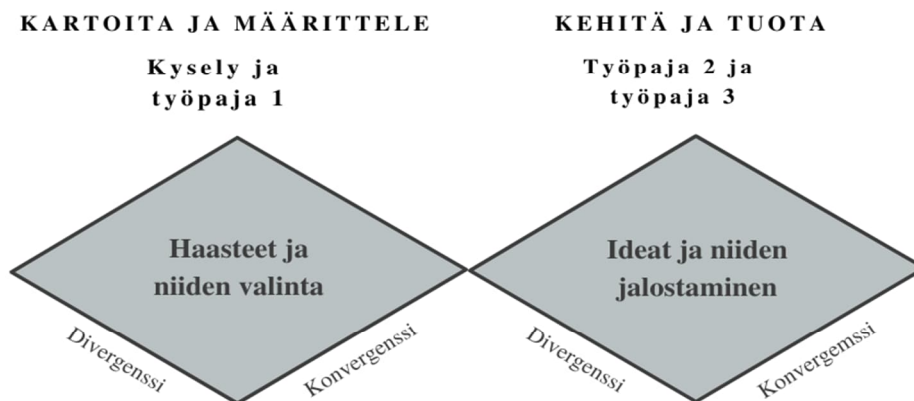 KARTOITA JA MÄÄRITTELE
Kysely ja
työpaja 1
Haasteet ja
niiden valinta
Divergenssi
Konvergenssi
KEHITÄ JA TUOTA
Työpaja 2 ja
työpaja 3
Ideat ja niiden
jalostaminen
Divergenssi
Konvergemssi